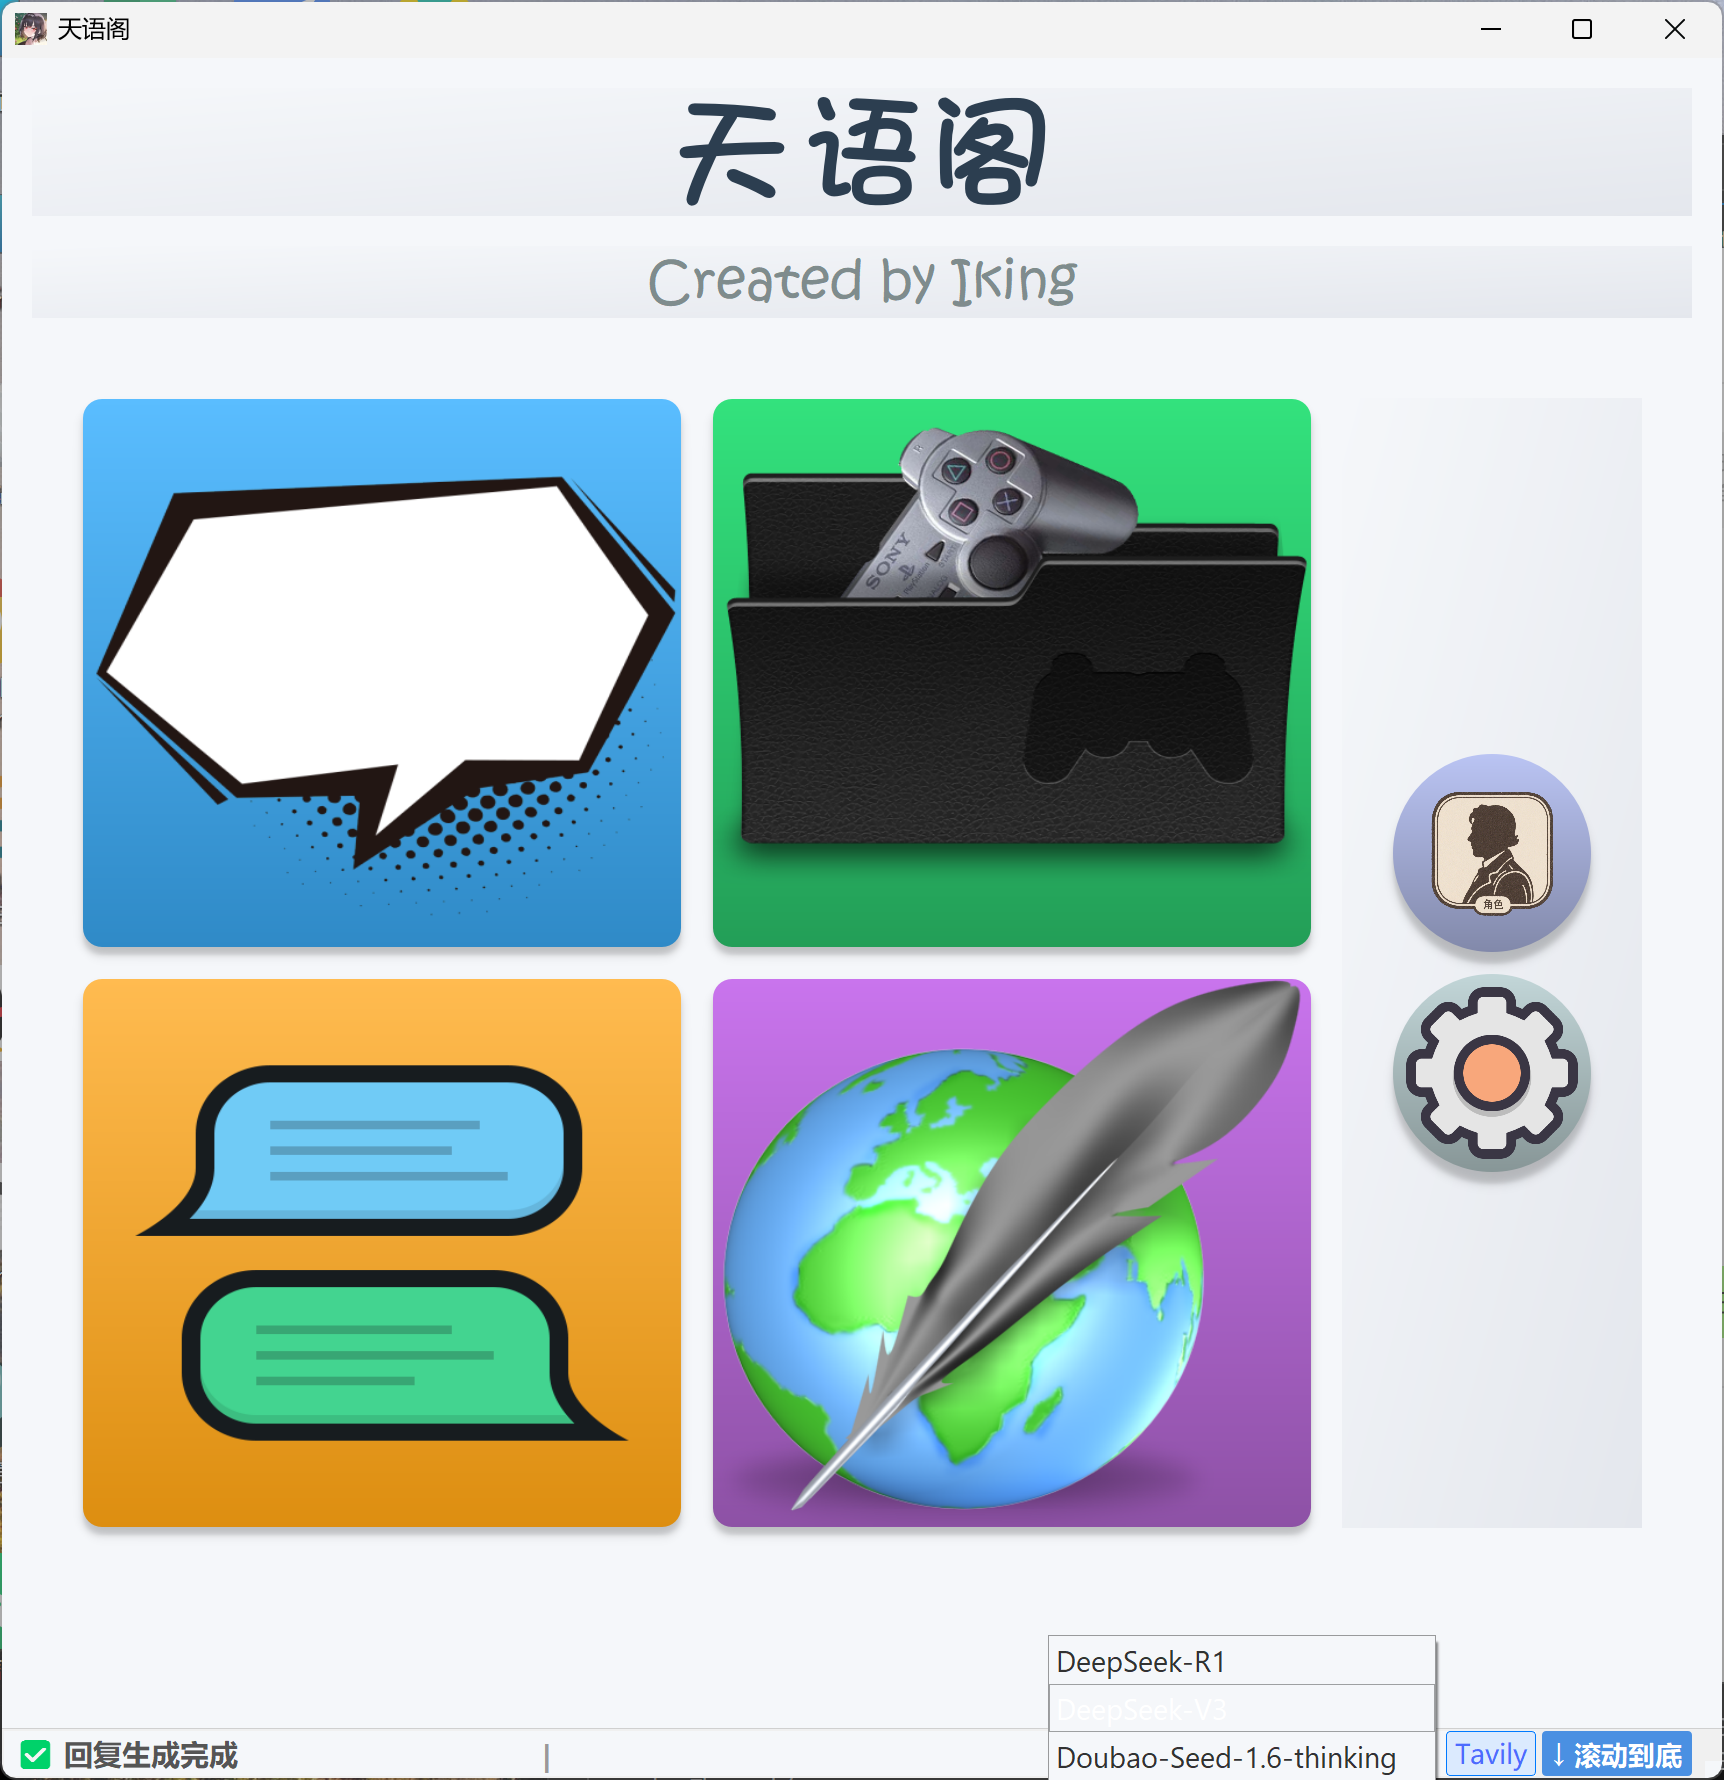 天语阁
天语阁
Created by Iking
R
SONY
PlayStation
角色
DeepSeek-R1
DeepSeek-V3
Doubao-Seed-1.6-thinking
回复生成完成
|
Tavily
↓ 滚动到底